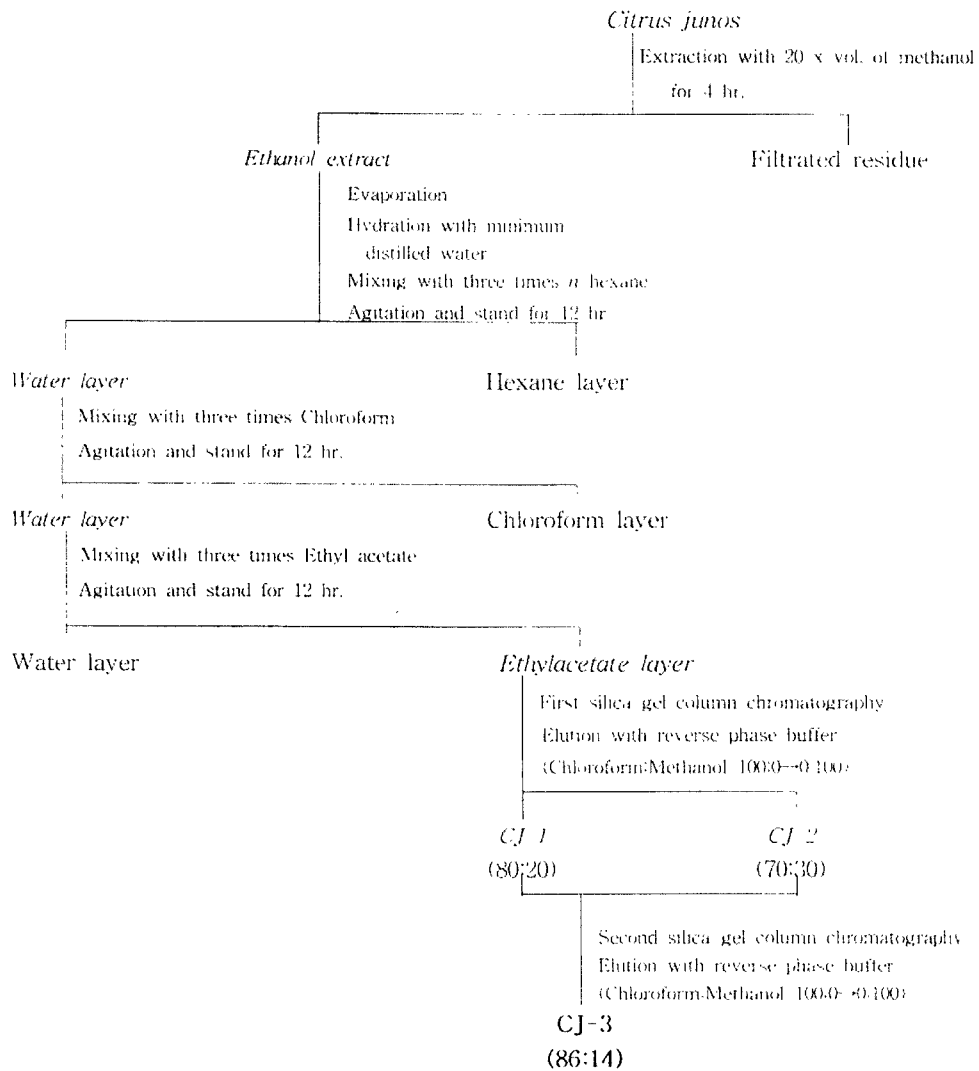 Citrus junos
Extraction with 20 x vol. of methanol
for 4 hr.
Ethanol extract
Filtrated residue
Evaporation
Hydration with minimum
distilled water
Mixing with three times n hexane
Agitation and stand for 12 hr
Water layer
Hexane layer
Mixing with three times Chloroform
Agitation and stand for 12 hr.
Water layer
Chloroform layer
Mixing with three times Ethyl acetate
Agitation and stand for 12 hr.
Water layer
Ethylacetate layer
First silica gel column chromatography
Elution with reverse phase buffer
(Chloroform:Methanol 100:0→0:100)
CJ 1
CJ 2
(80:20)
(70:30)
Second silica gel column chromatography
Elution with reverse phase buffer
(Chloroform:Methanol 100:0→0:100)
CJ-3
(86:14)